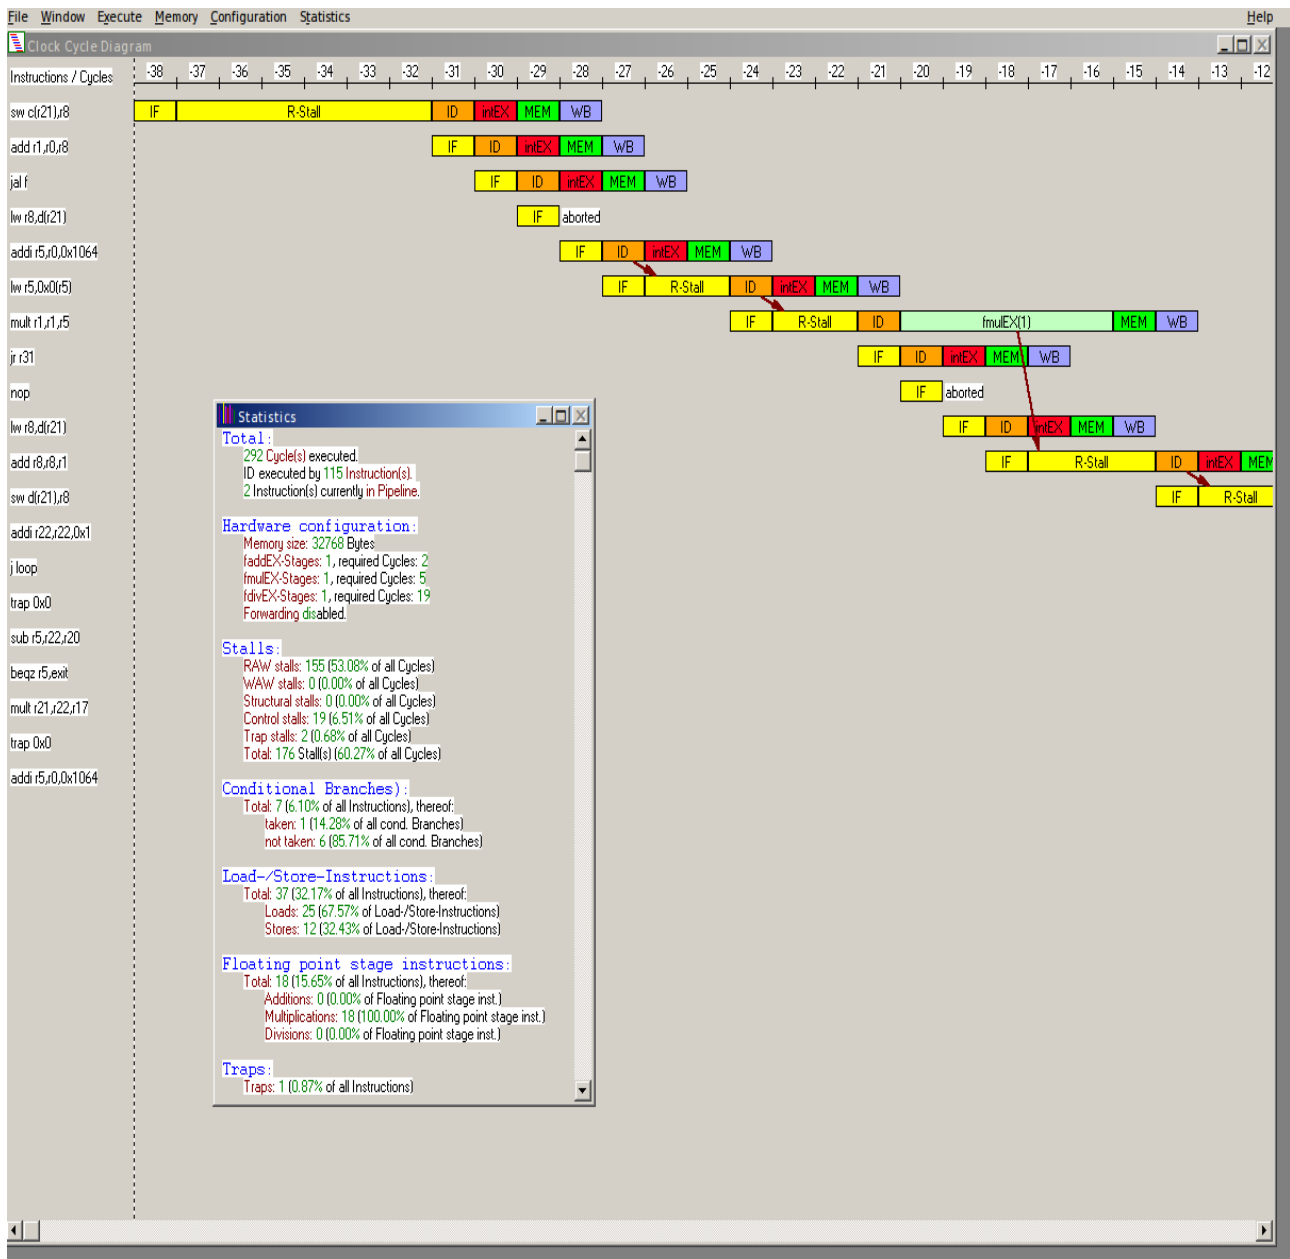 File Window Execute Memory Configuration Statistics Help
Clock Cycle Diagram
Instructions / Cycles -38 -37 -36 -35 -34 -33 -32 -31 -30 -29 -28 -27 -26 -25 -24 -23 -22 -21 -20 -19 -18 -17 -16 -15 -14 -13 -12
sw c(r21),r8 IF R-Stall ID intEX MEM WB
add r1,r0,r8 IF ID intEX MEM WB
jal f IF ID intEX MEM WB
lw r8,d(r21) IF aborted
addi r5,r0,0x1064 IF ID intEX MEM WB
lw r5,0x0(r5) IF R-Stall ID intEX MEM WB
mult r1,r1,r5 IF R-Stall ID fmulEX(1) MEM WB
jr r31 IF ID intEX MEM WB
nop IF aborted
lw r8,d(r21) IF ID intEX MEM WB
add r8,r8,r1 IF R-Stall ID intEX MEM
sw d(r21),r8 IF R-Stall
addi r22,r22,0x1
j loop
trap 0x0
sub r5,r22,r20
beqz r5,exit
mult r21,r22,r17
trap 0x0
addi r5,r0,0x1064
Statistics
Total:
292 Cycle(s) executed.
ID executed by 115 Instruction(s).
2 Instruction(s) currently in Pipeline.
Hardware configuration:
Memory size: 32768 Bytes
faddEX-Stages: 1, required Cycles: 2
fmulEX-Stages: 1, required Cycles: 5
fdivEX-Stages: 1, required Cycles: 19
Forwarding disabled.
Stalls:
RAW stalls: 155 (53.08% of all Cycles)
WAW stalls: 0 (0.00% of all Cycles)
Structural stalls: 0 (0.00% of all Cycles)
Control stalls: 19 (6.51% of all Cycles)
Trap stalls: 2 (0.68% of all Cycles)
Total: 176 Stall(s) (60.27% of all Cycles)
Conditional Branches):
Total: 7 (6.10% of all Instructions), thereof:
taken: 1 (14.28% of all cond. Branches)
not taken: 6 (85.71% of all cond. Branches)
Load-/Store-Instructions:
Total: 37 (32.17% of all Instructions), thereof:
Loads: 25 (67.57% of Load-/Store-Instructions)
Stores: 12 (32.43% of Load-/Store-Instructions)
Floating point stage instructions:
Total: 18 (15.65% of all Instructions), thereof:
Additions: 0 (0.00% of Floating point stage inst.)
Multiplications: 18 (100.00% of Floating point stage inst.)
Divisions: 0 (0.00% of Floating point stage inst.)
Traps:
Traps: 1 (0.87% of all Instructions)